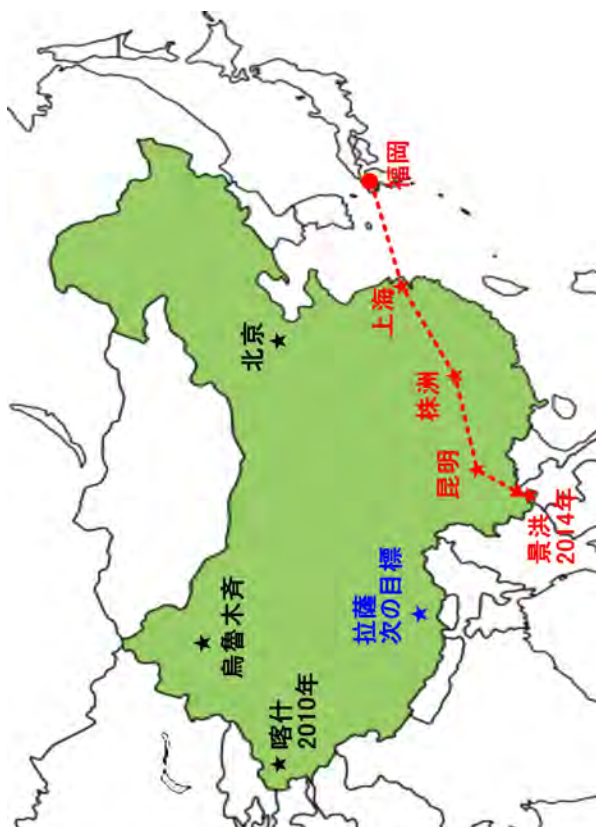 烏魯木斉
北京
喀什
2010年
拉薩
次の目標
上海
福岡
株洲
昆明
景洪
2014年